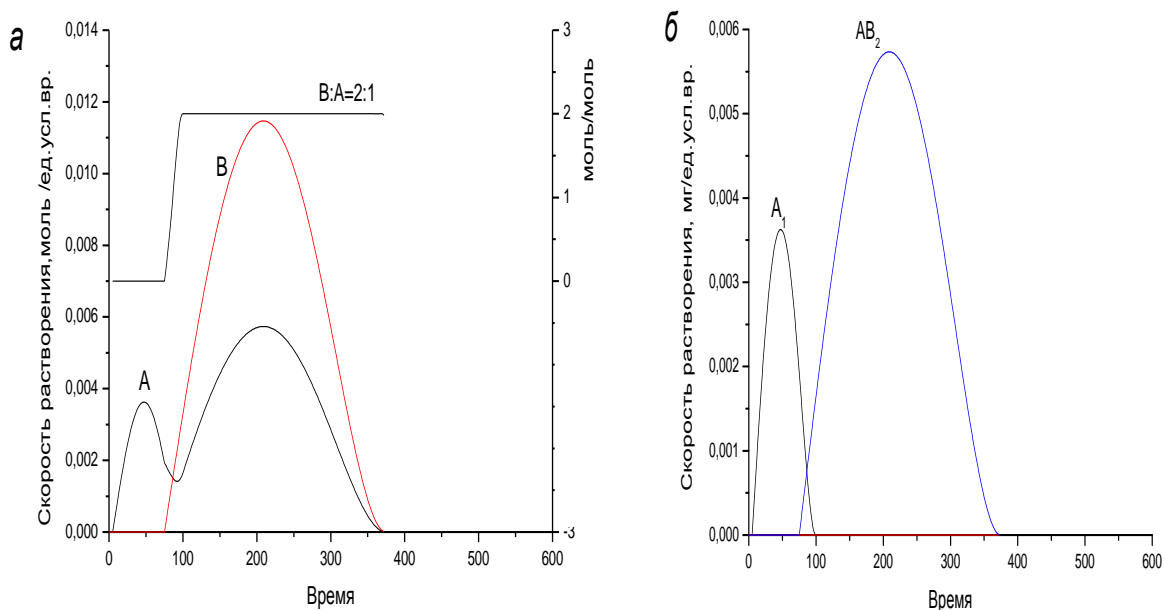 а
Скорость растворения,моль /ед.усл.вр.
0,014
0,012
0,010
0,008
0,006
0,004
0,002
0,000
B:A=2:1
B
A
3
2
1
0
-3
моль/моль
0 100 200 300 400 500 600
Время
б
Скорость растворения, мг/ед.усл.вр.
0,006
0,005
0,004
0,003
0,002
0,001
0,000
A₁
AB₂
0 100 200 300 400 500 600
Время